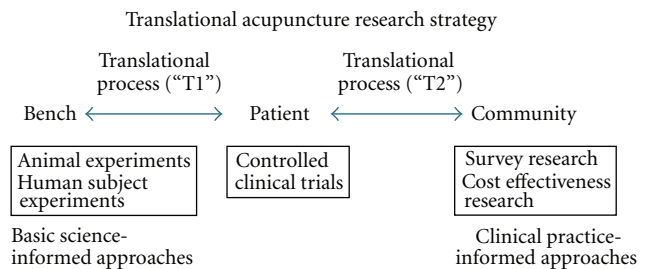 Translational acupuncture research strategy
Translational
process (“T1”)
Translational
process (“T2”)
Bench
Patient
Community
Animal experiments
Human subject
experiments
Controlled
clinical trials
Survey research
Cost effectiveness
research
Basic science-
informed approaches
Clinical practice-
informed approaches